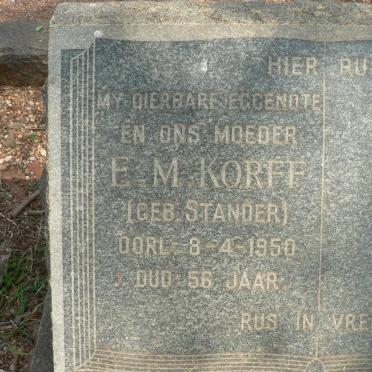 HIER RU
MY DIERBARE EGGENOTE
EN ONS MOEDER
E. M. KORFF
(GEB. STANDER)
OORL: 8-4-1950
OUD 56 JAAR.
RUS IN VRE